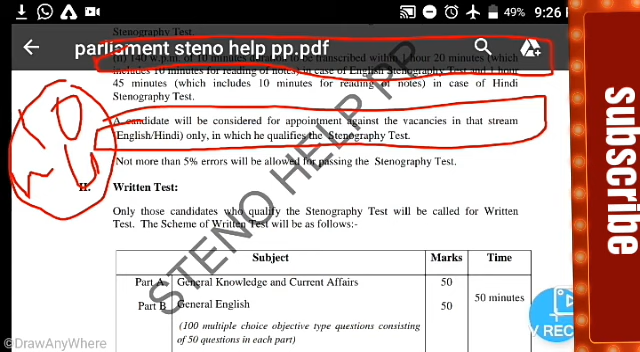 49% 9:26
Stenography Test.
parliament steno help pp.pdf
(ii) 140 w.p.m. of 10 minutes to be transcribed within 1 hour 20 minutes (which
includes 10 minutes for reading of notes) in case of English Stenography Test and 1 hour
45 minutes (which includes 10 minutes for reading of notes) in case of Hindi
Stenography Test.
A candidate will be considered for appointment against the vacancies in that stream
(English/Hindi) only, in which he qualifies the Stenography Test.
Not more than 5% errors will be allowed for passing the Stenography Test.
II. Written Test:
Only those candidates who qualify the Stenography Test will be called for Written
Test. The Scheme of Written Test will be as follows:-
Subject Marks Time
Part A General Knowledge and Current Affairs 50
50 minutes
Part B General English 50
(100 multiple choice objective type questions consisting
of 50 questions in each part)
STENO HELP PP
Subscribe
V REC
©DrawAnyWhere